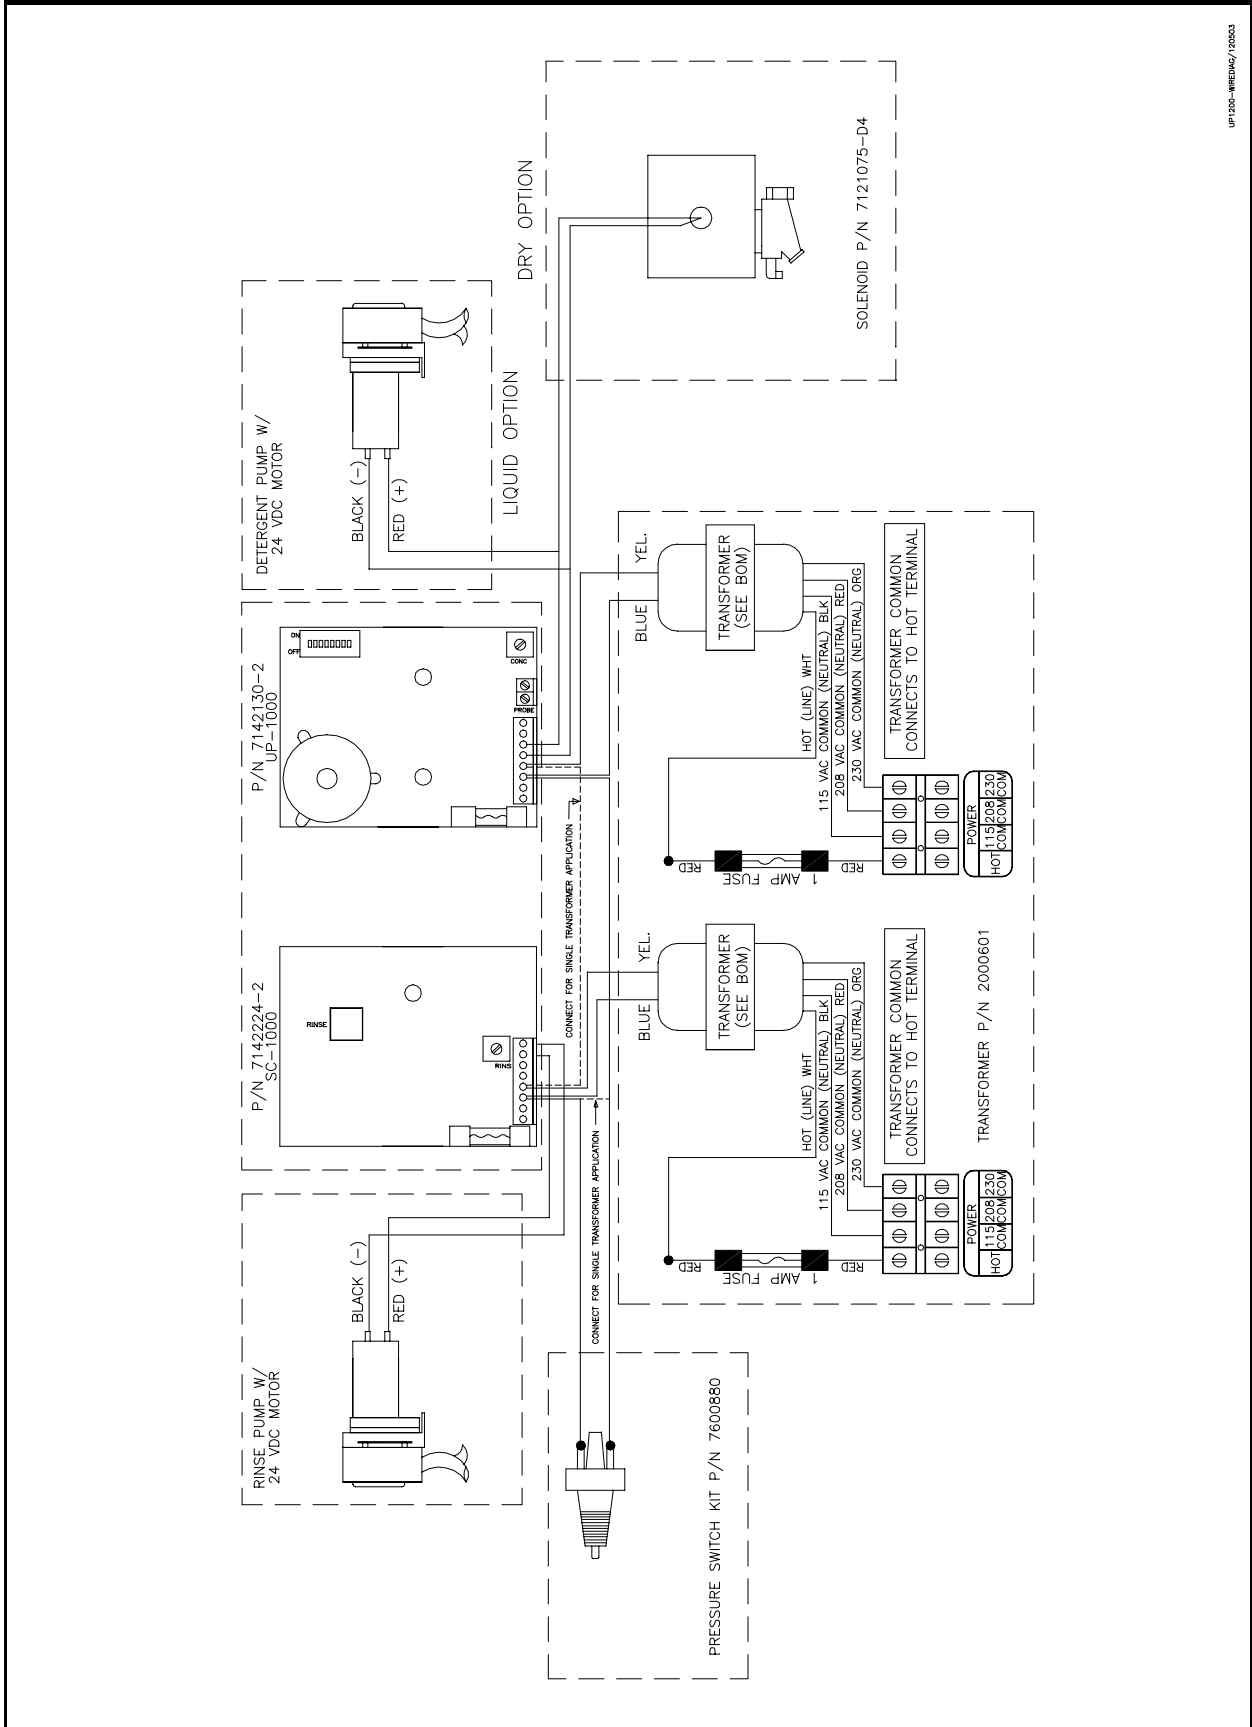 UP1200-WIREDIAG/120503
RINSE PUMP W/
24 VDC MOTOR
BLACK (-)
RED (+)
P/N 7142224-2
SC-1000
RINSE
RINS
P/N 7142130-2
UP-1000
ON
OFF
CONC
PROBE
DETERGENT PUMP W/
24 VDC MOTOR
BLACK (-)
RED (+)
LIQUID OPTION
DRY OPTION
SOLENOID P/N 7121075-D4
CONNECT FOR SINGLE TRANSFORMER APPLICATION
CONNECT FOR SINGLE TRANSFORMER APPLICATION
PRESSURE SWITCH KIT P/N 7600880
BLUE
YEL.
TRANSFORMER
(SEE BOM)
HOT (LINE) WHT
115 VAC COMMON (NEUTRAL) BLK
208 VAC COMMON (NEUTRAL) RED
230 VAC COMMON (NEUTRAL) ORG
RED
1 AMP FUSE
RED
TRANSFORMER COMMON
CONNECTS TO HOT TERMINAL
POWER
HOT 115 208 230
COM COM COM
TRANSFORMER P/N 2000601
BLUE
YEL.
TRANSFORMER
(SEE BOM)
HOT (LINE) WHT
115 VAC COMMON (NEUTRAL) BLK
208 VAC COMMON (NEUTRAL) RED
230 VAC COMMON (NEUTRAL) ORG
RED
1 AMP FUSE
RED
TRANSFORMER COMMON
CONNECTS TO HOT TERMINAL
POWER
HOT 115 208 230
COM COM COM